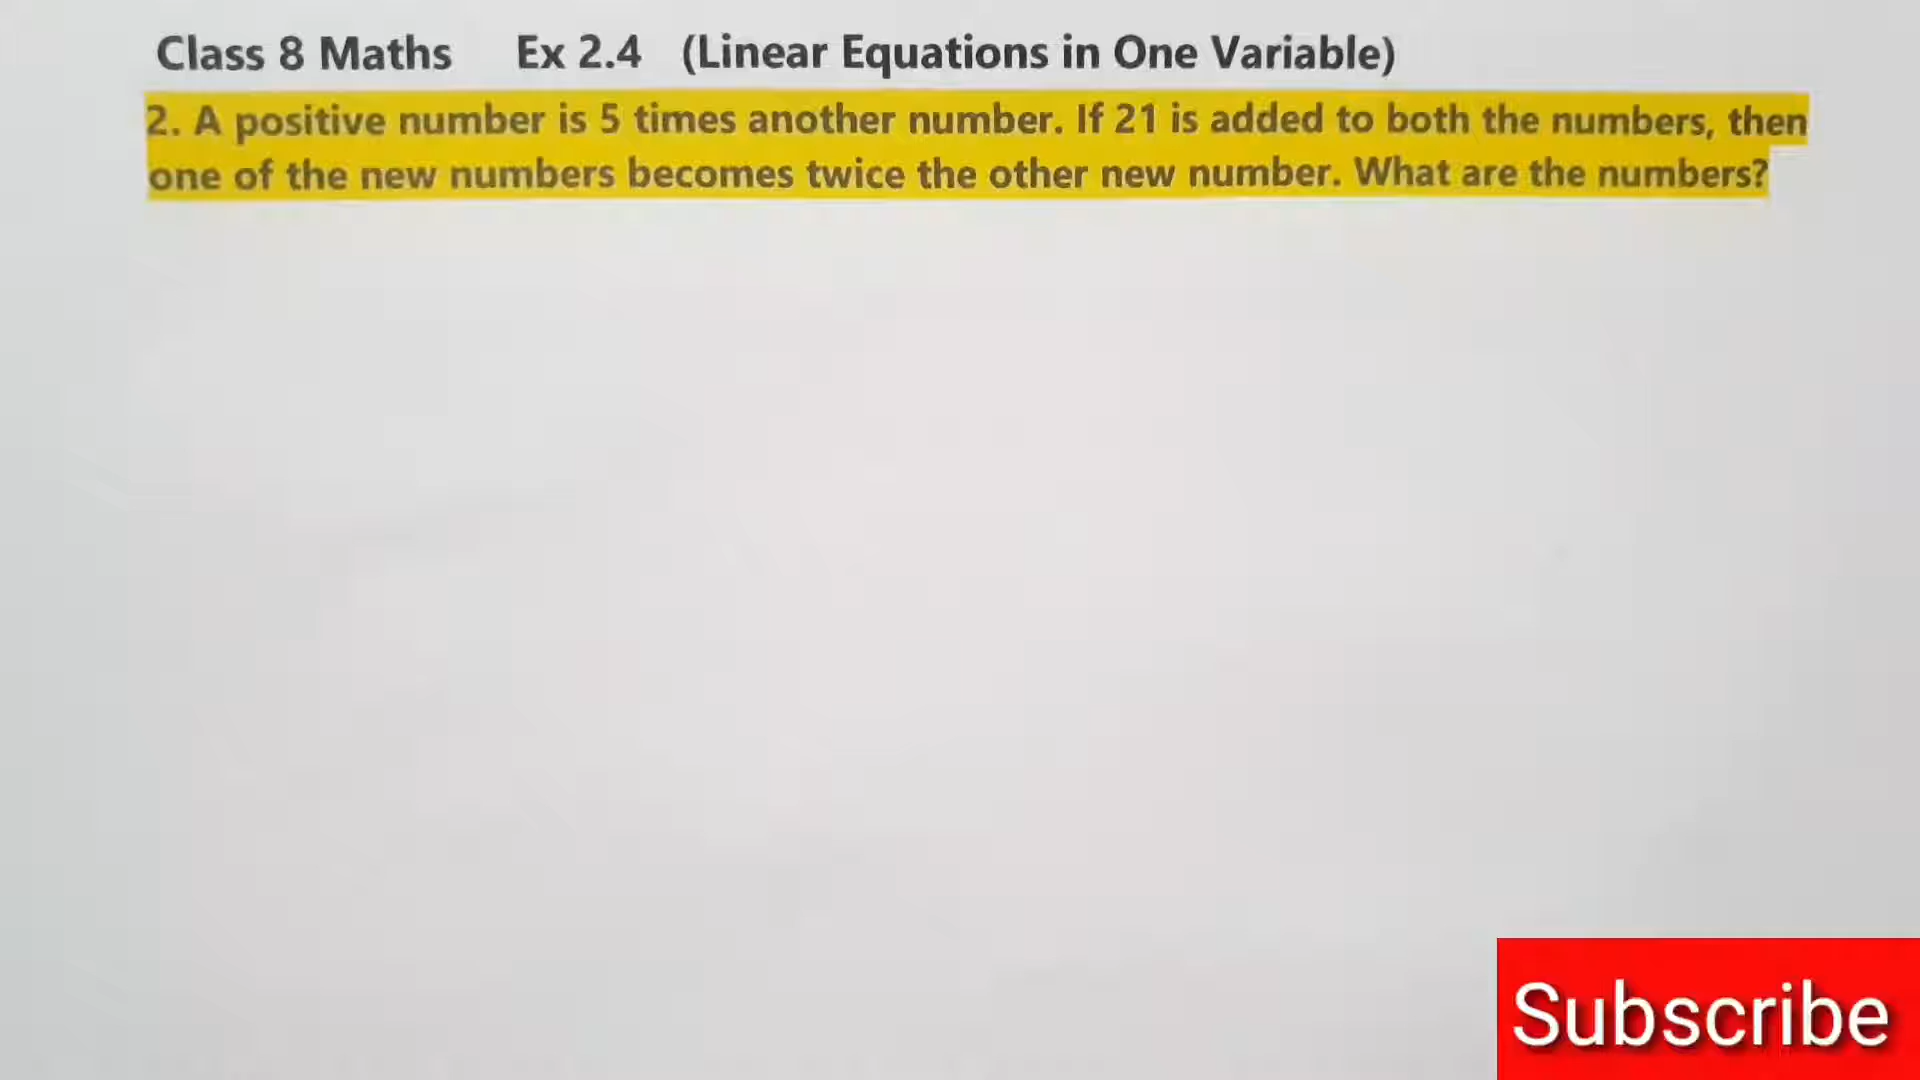 Class 8 Maths Ex 2.4 (Linear Equations in One Variable)
2. A positive number is 5 times another number. If 21 is added to both the numbers, then
one of the new numbers becomes twice the other new number. What are the numbers?
Subscribe